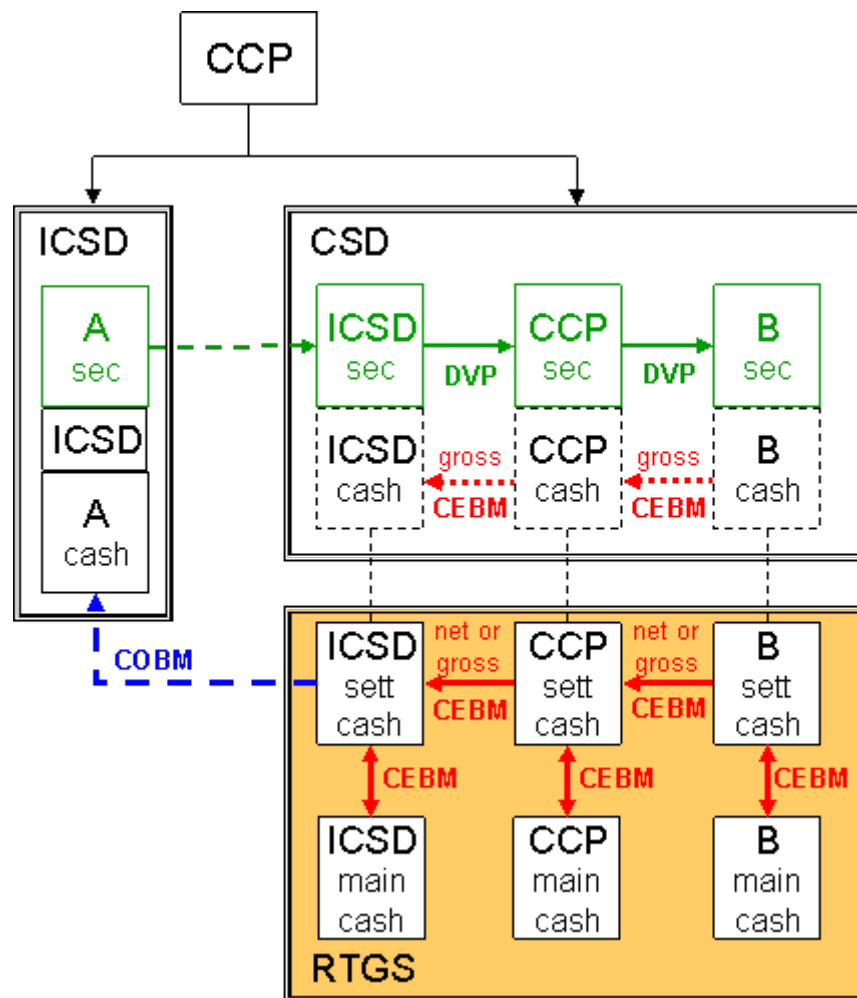 CCP
ICSD
A
sec
ICSD
A
cash
COBM
CSD
ICSD
sec
DVP
CCP
sec
DVP
B
sec
ICSD
cash
gross
CEBM
CCP
cash
gross
CEBM
B
cash
ICSD
sett
cash
net or
gross
CEBM
CCP
sett
cash
net or
gross
CEBM
B
sett
cash
CEBM
CEBM
CEBM
ICSD
main
cash
CCP
main
cash
B
main
cash
RTGS